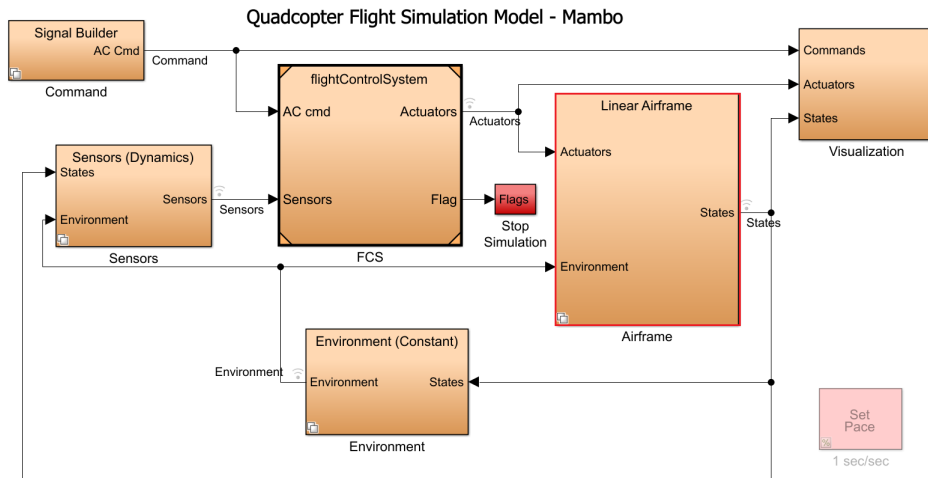 Quadcopter Flight Simulation Model - Mambo
Signal Builder
AC Cmd
Command
Command
flightControlSystem
AC cmd
Actuators
Sensors
Flag
FCS
Actuators
Flags
Stop
Simulation
Linear Airframe
Actuators
States
Environment
Airframe
States
Commands
Actuators
States
Visualization
Sensors (Dynamics)
States
Sensors
Environment
Sensors
Sensors
Environment (Constant)
Environment
Environment
States
Environment
Set
Pace
1 sec/sec